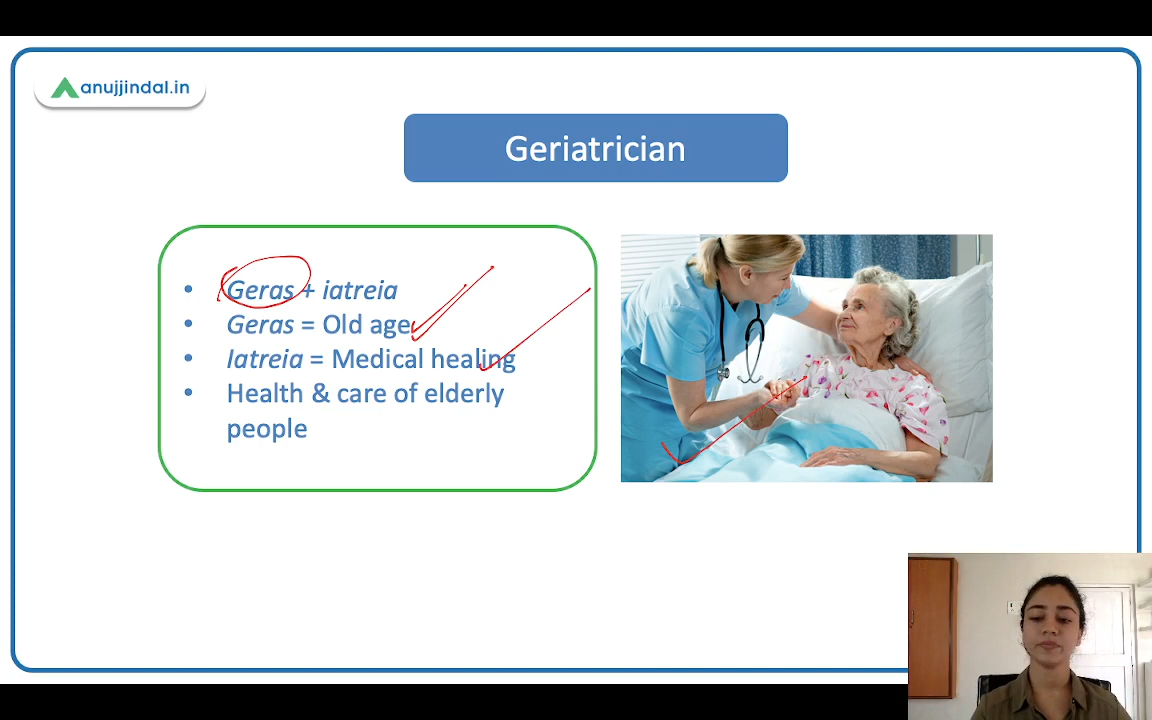 anujjindal.in
Geriatrician
• Geras + iatreia
• Geras = Old age
• Iatreia = Medical healing
• Health & care of elderly
people